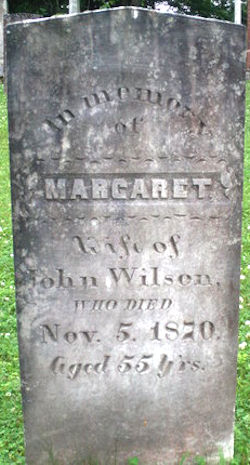 In memory
of
MARGARET
Wife of
John Wilson,
WHO DIED
Nov. 5. 1870.
Aged 55 Yrs.